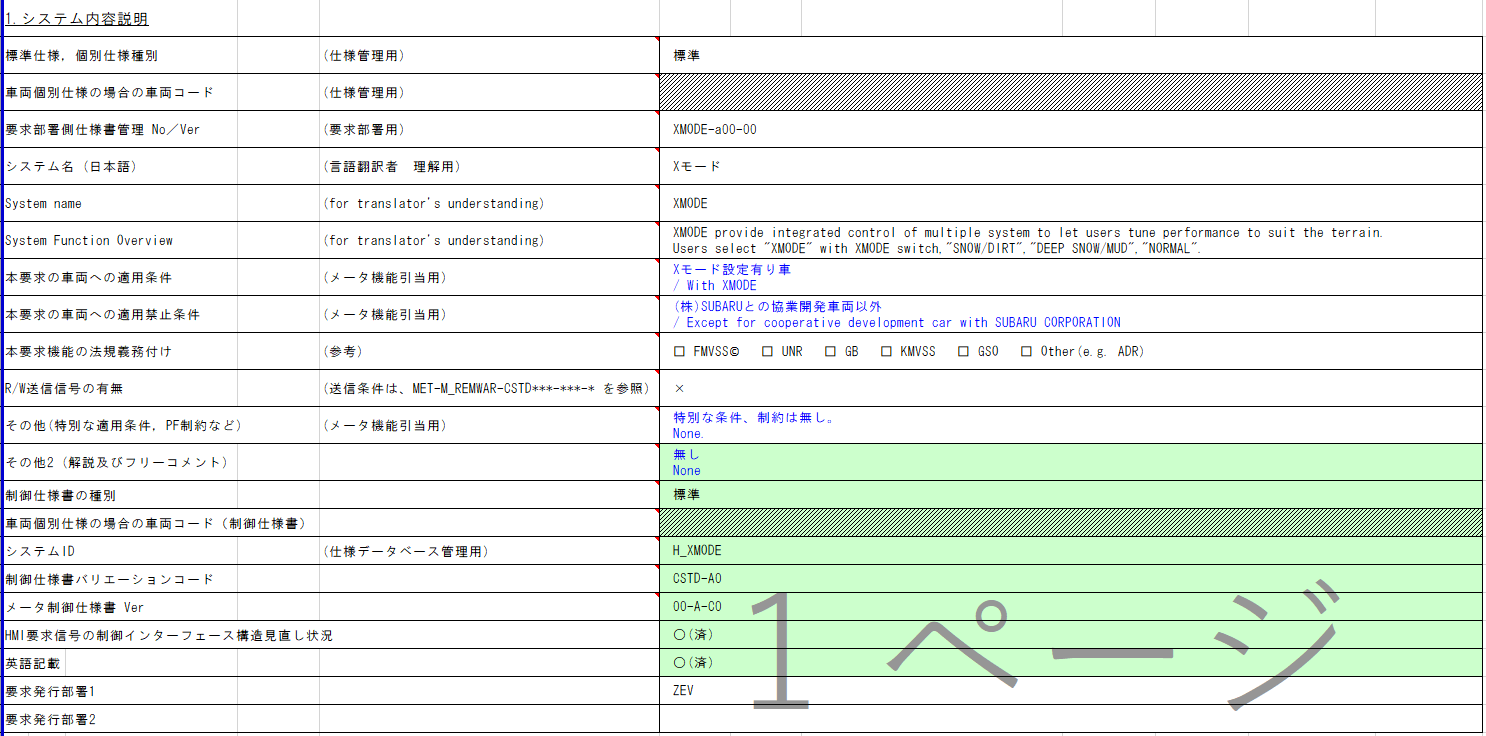 1.システム内容説明
標準仕様，個別仕様種別 (仕様管理用) 標準
車両個別仕様の場合の車両コード (仕様管理用)
要求部署側仕様書管理 No／Ver (要求部署用) XMODE-a00-00
システム名 (日本語) (言語翻訳者　理解用) Xモード
System name (for translator's understanding) XMODE
System Function Overview (for translator's understanding) XMODE provide integrated control of multiple system to let users tune performance to suit the terrain.
Users select "XMODE" with XMODE switch,"SNOW/DIRT","DEEP SNOW/MUD","NORMAL".
本要求の車両への適用条件 (メータ機能引当用) Xモード設定有り車
/ With XMODE
本要求の車両への適用禁止条件 (メータ機能引当用) (株)SUBARUとの協業開発車両以外
/ Except for cooperative development car with SUBARU CORPORATION
本要求機能の法規義務付け (参考) □ FMVSS© □ UNR □ GB □ KMVSS □ GSO □ Other(e.g. ADR)
R/W送信信号の有無 (送信条件は、MET-M_REMWAR-CSTD***-***-* を参照) ×
その他(特別な適用条件，PF制約など) (メータ機能引当用) 特別な条件、制約は無し。
None.
その他2 (解説及びフリーコメント) 無し
None
制御仕様書の種別 標準
車両個別仕様の場合の車両コード (制御仕様書)
システムID (仕様データベース管理用) H_XMODE
制御仕様書バリエーションコード CSTD-A0
メータ制御仕様書 Ver 00-A-C0
HMI要求信号の制御インターフェース構造見直し状況 ○(済)
英語記載 ○(済)
要求発行部署1 ZEV
要求発行部署2
1 ページ